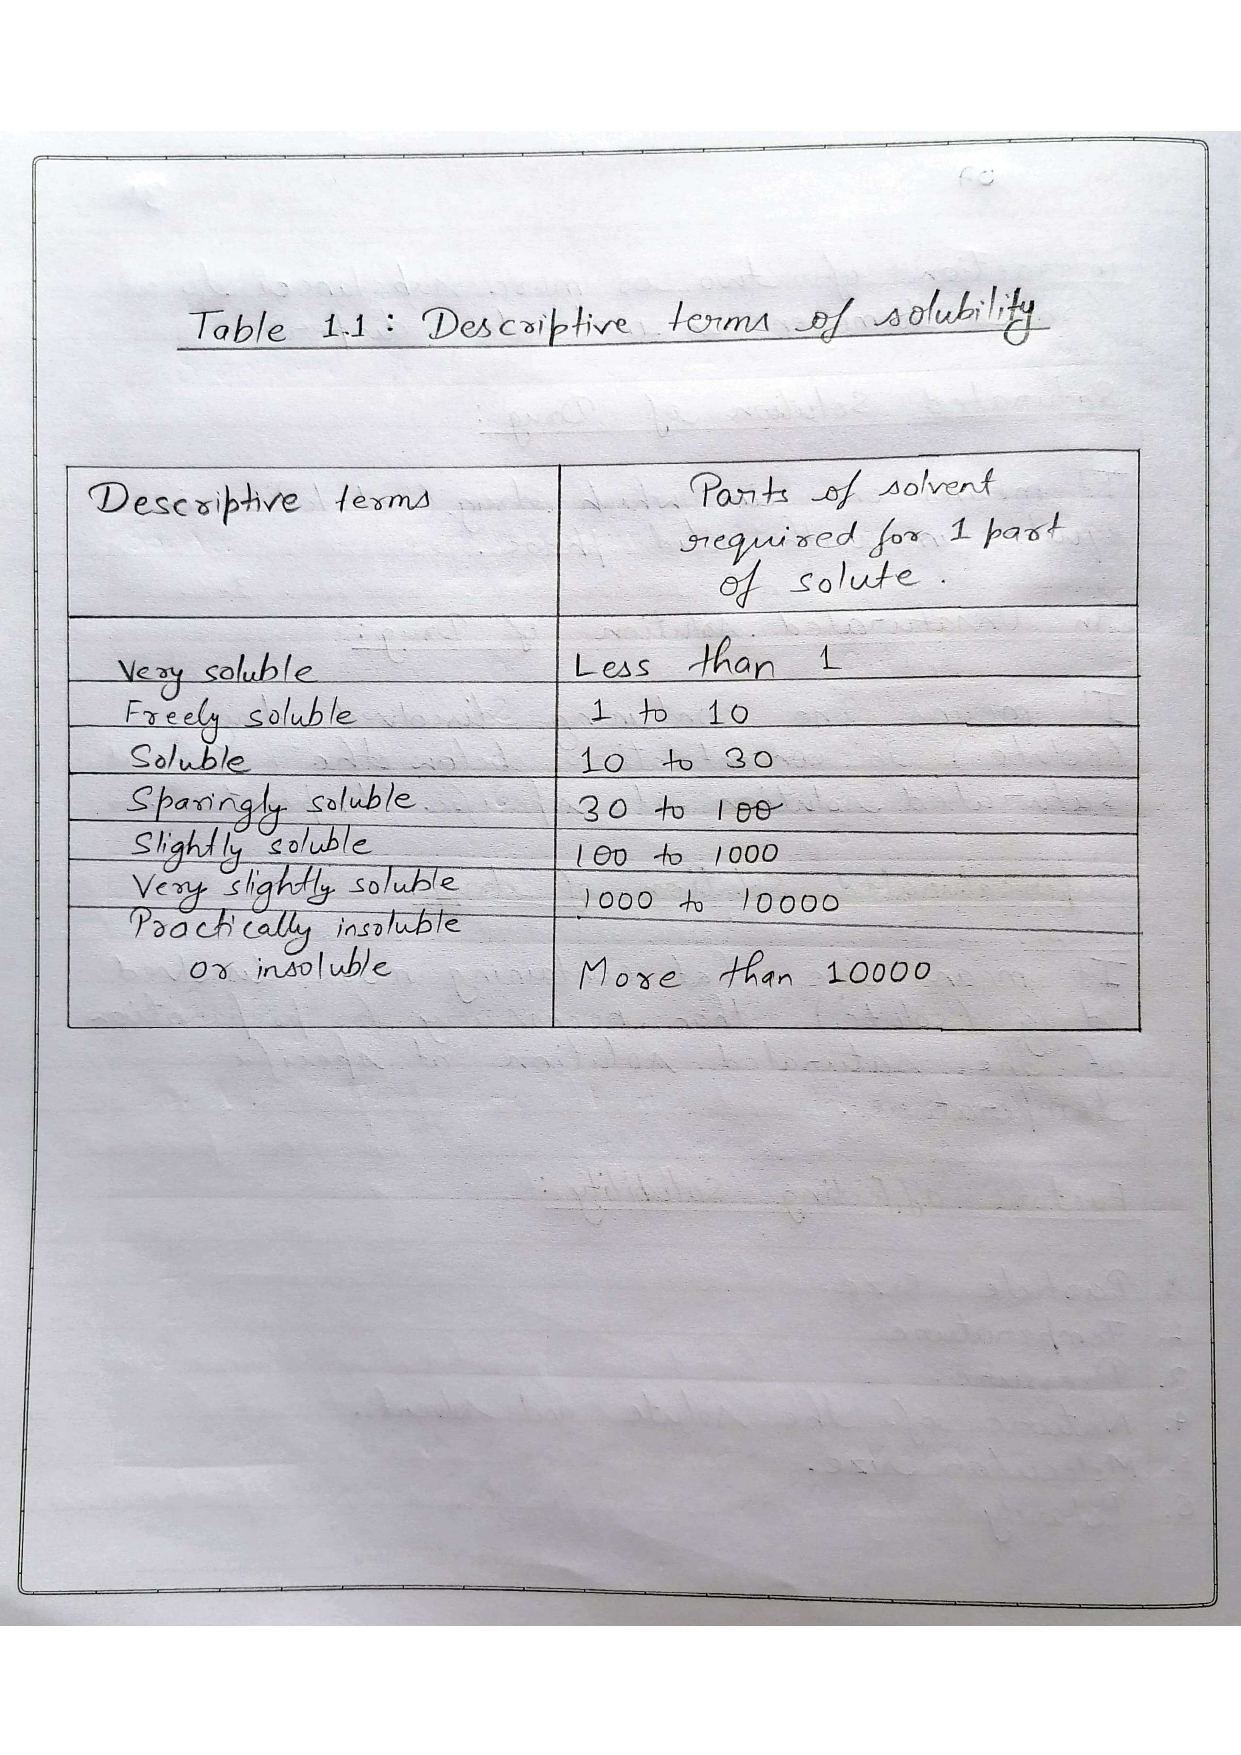 Table 1.1 : Descriptive terms of solubility
Descriptive terms
Parts of solvent
required for 1 part
of solute.
Very soluble
Less than 1
Freely soluble
1 to 10
Soluble
10 to 30
Sparingly soluble
30 to 100
Slightly soluble
100 to 1000
Very slightly soluble
1000 to 10000
Practically insoluble
or insoluble
More than 10000